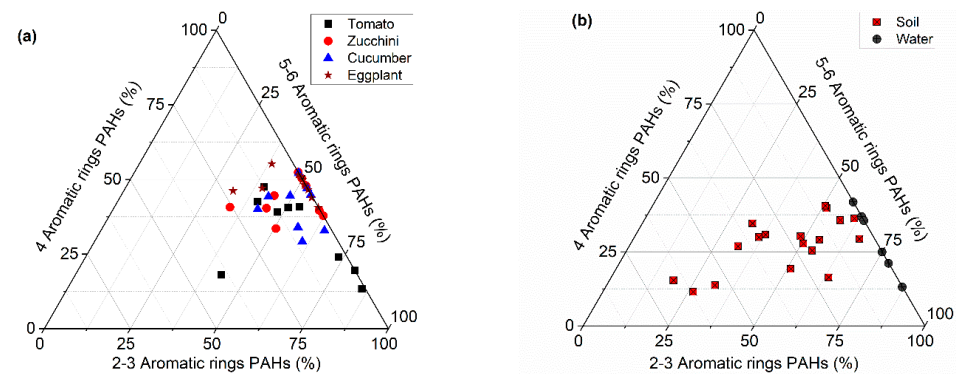 (a)
0
100
Tomato
Zucchini
Cucumber
Eggplant
4 Aromatic rings PAHs (%)
5-6 Aromatic rings PAHs (%)
75
25
50
50
25
75
0
100
0
25
50
75
100
2-3 Aromatic rings PAHs (%)
(b)
0
100
Soil
Water
4 Aromatic rings PAHs (%)
5-6 Aromatic rings PAHs (%)
75
25
50
50
25
75
0
100
0
25
50
75
100
2-3 Aromatic rings PAHs (%)